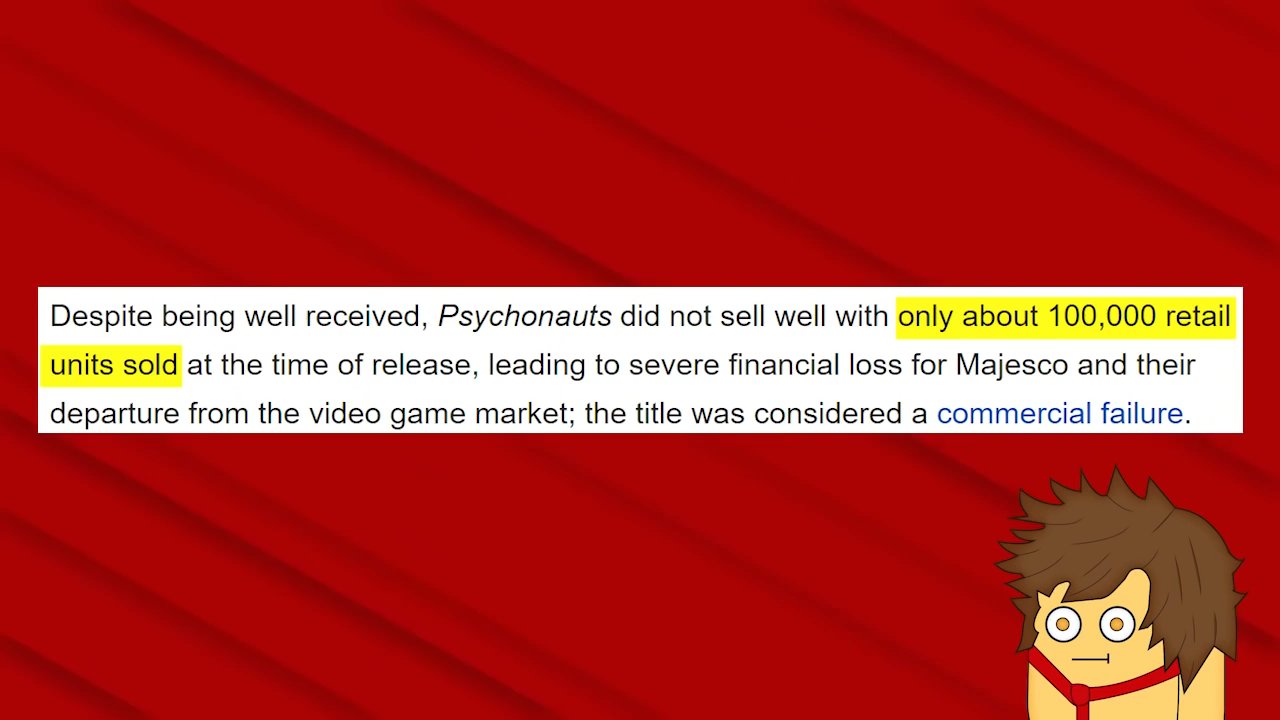 Despite being well received, Psychonauts did not sell well with only about 100,000 retail
units sold at the time of release, leading to severe financial loss for Majesco and their
departure from the video game market; the title was considered a commercial failure.